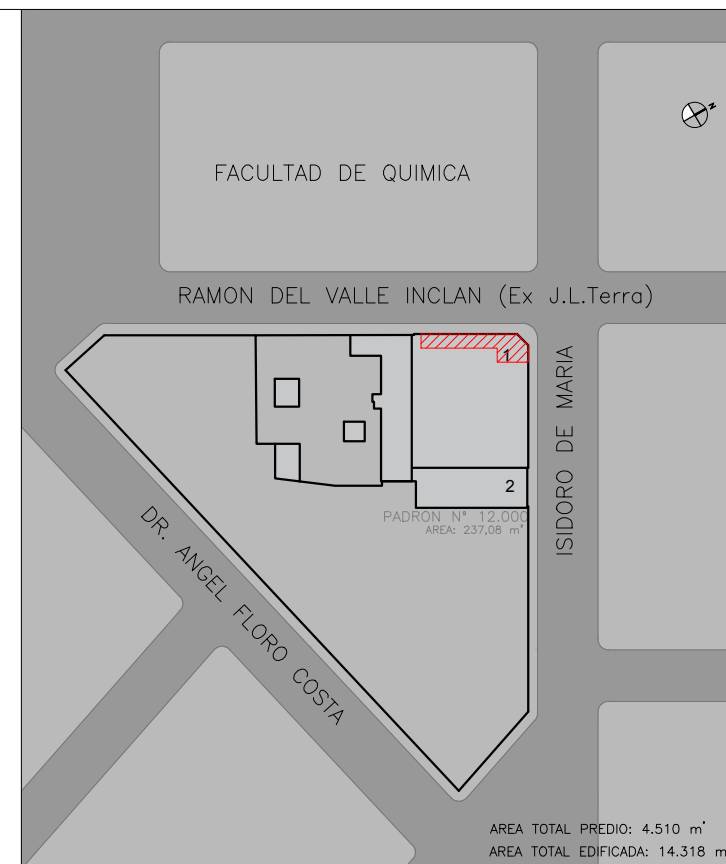 N
FACULTAD DE QUIMICA
RAMON DEL VALLE INCLAN (Ex J.L.Terra)
1
ISIDORO DE MARIA
2
PADRON N° 12.000
AREA: 237,08 m²
DR. ANGEL FLORO COSTA
AREA TOTAL PREDIO: 4.510 m²
AREA TOTAL EDIFICADA: 14.318 m